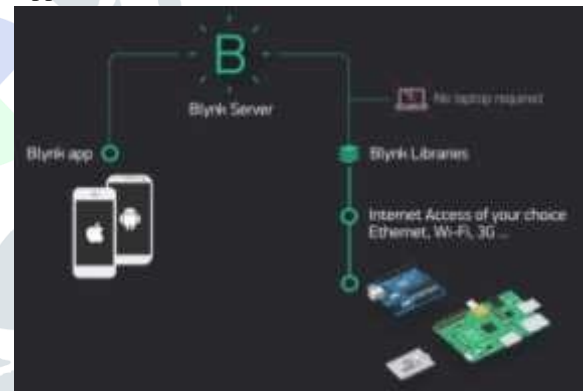 B
Blynk Server
No laptop required
Blynk app
Blynk Libraries
Internet Access of your choice
Ethernet, Wi-Fi, 3G ...